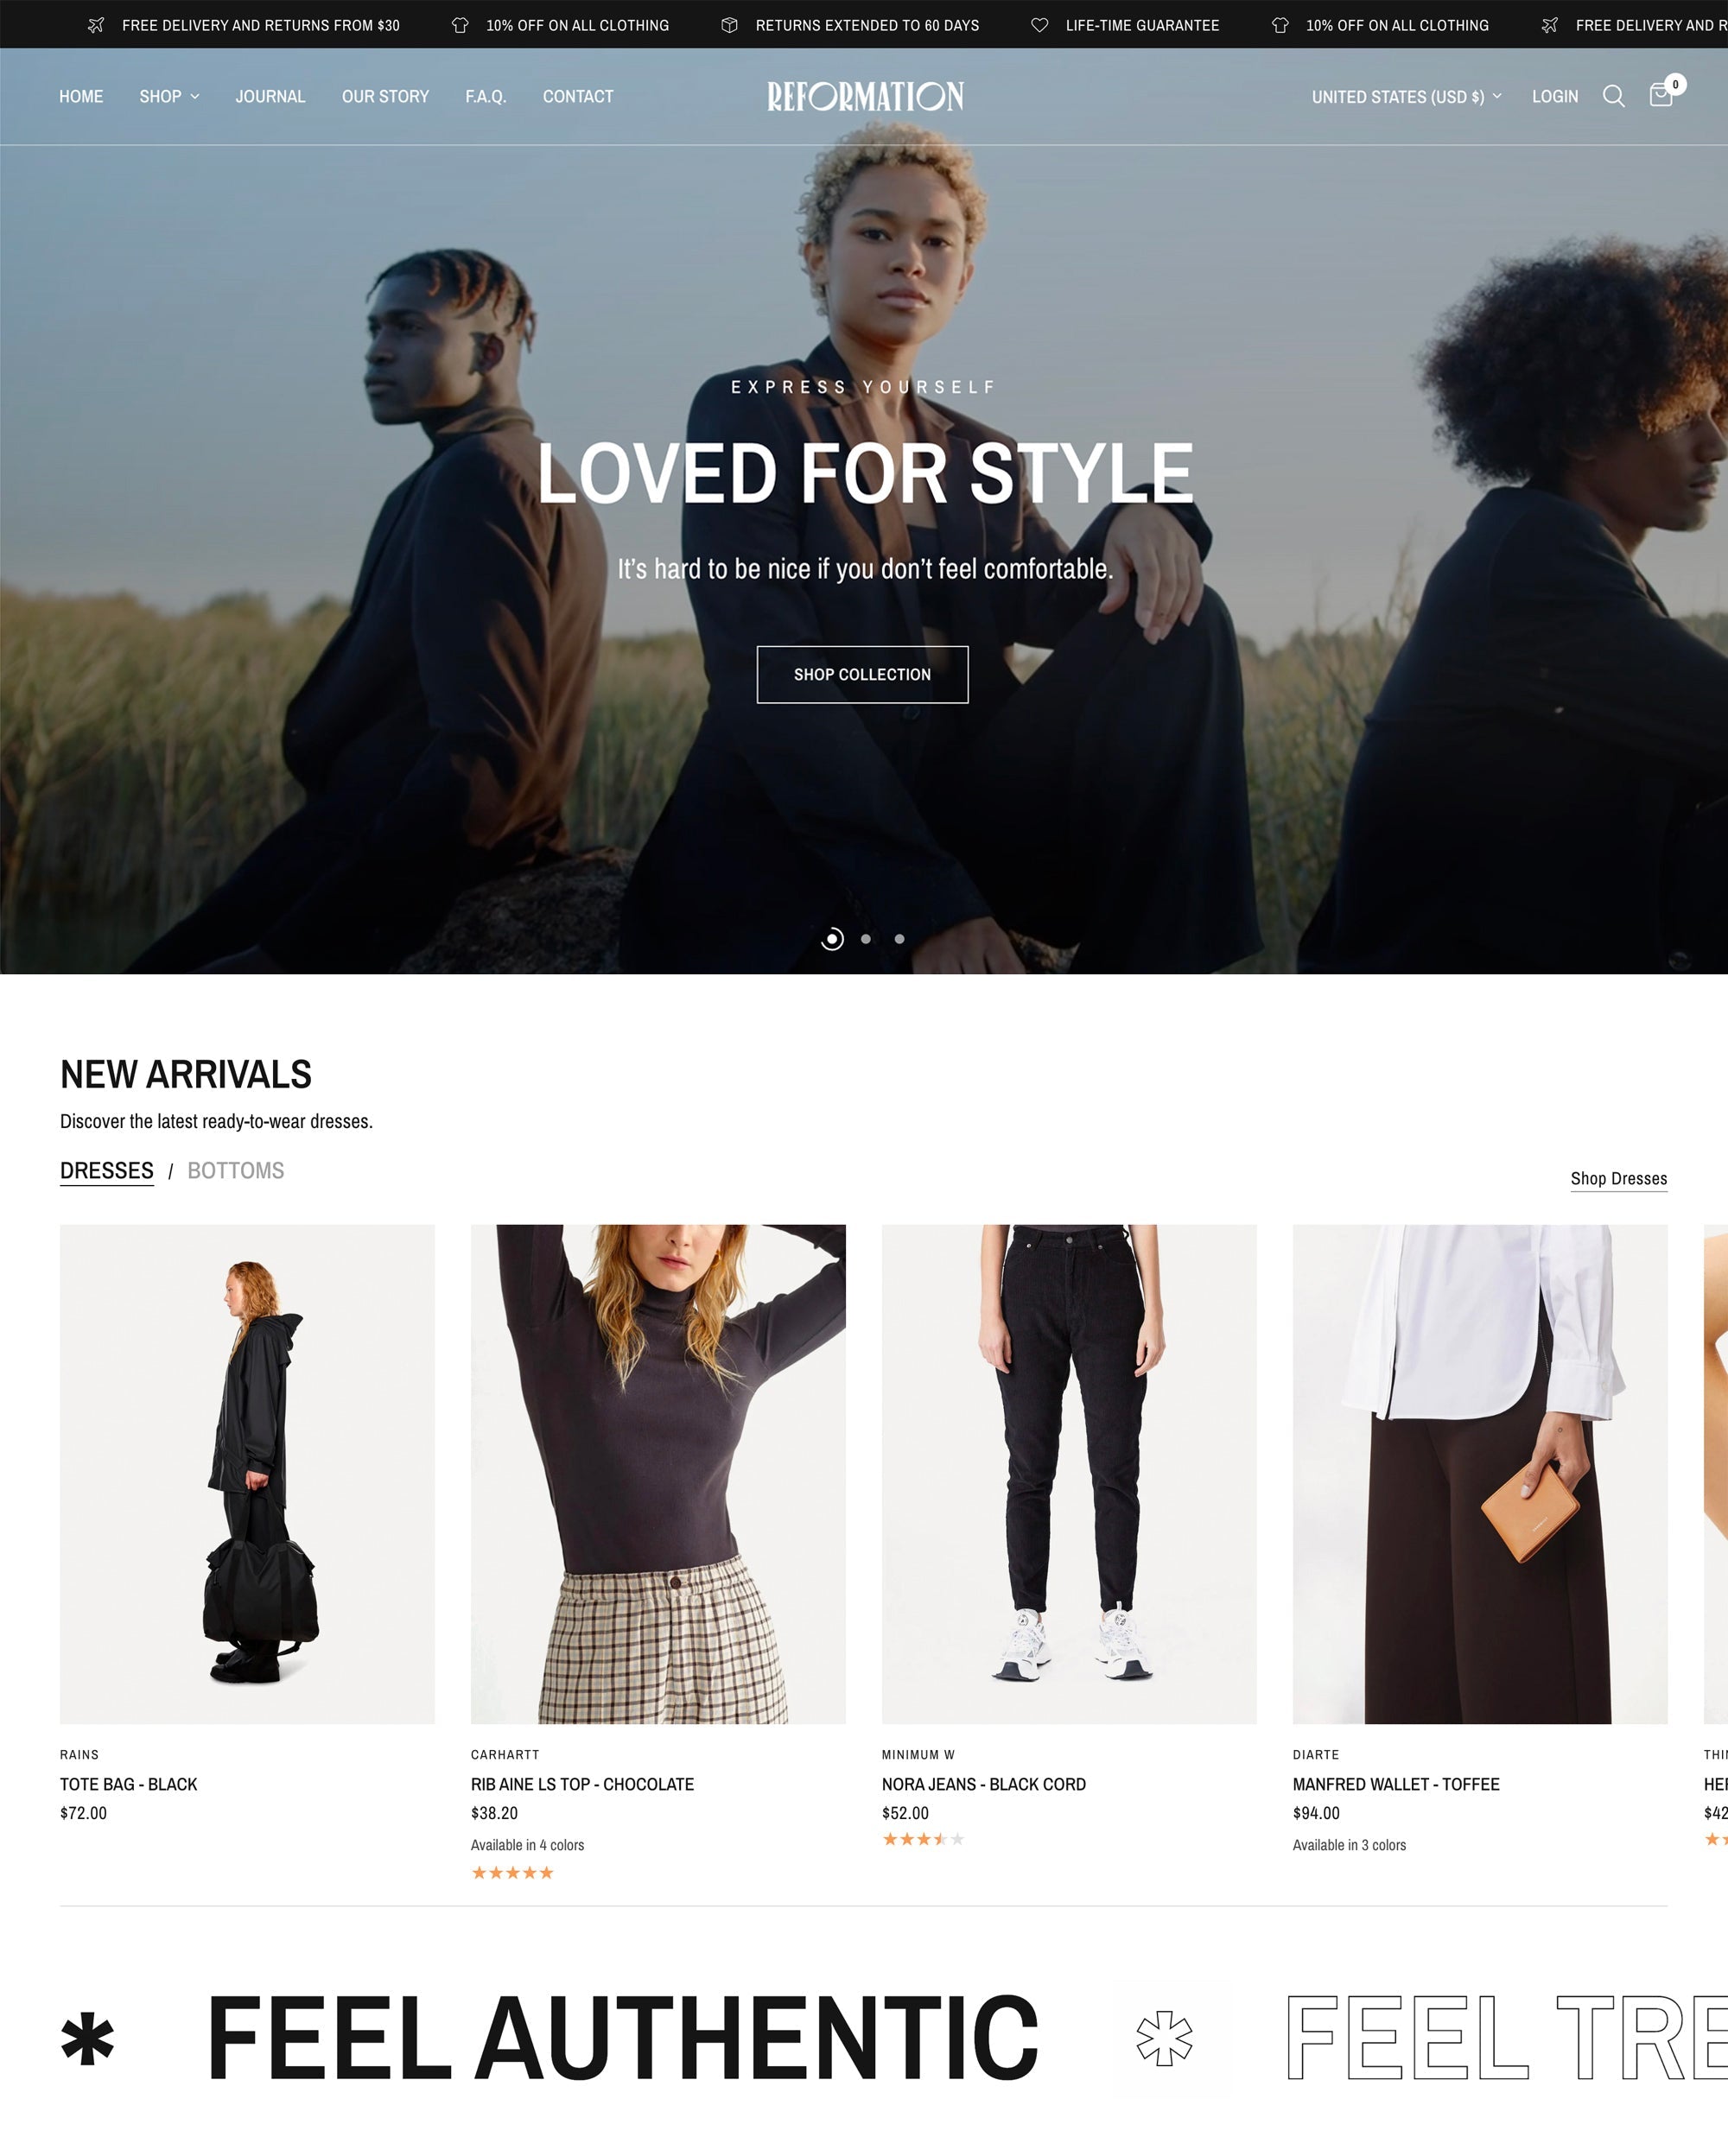 FREE DELIVERY AND RETURNS FROM $30 10% OFF ON ALL CLOTHING RETURNS EXTENDED TO 60 DAYS LIFE-TIME GUARANTEE 10% OFF ON ALL CLOTHING FREE DELIVERY AND
HOME SHOP JOURNAL OUR STORY F.A.Q. CONTACT REFORMATION UNITED STATES (USD $) LOGIN 0
EXPRESS YOURSELF
LOVED FOR STYLE
It’s hard to be nice if you don’t feel comfortable.
SHOP COLLECTION
NEW ARRIVALS
Discover the latest ready-to-wear dresses.
DRESSES / BOTTOMS
Shop Dresses
RAINS
TOTE BAG - BLACK
$72.00
CARHARTT
RIB AINE LS TOP - CHOCOLATE
$38.20
Available in 4 colors
MINIMUM W
NORA JEANS - BLACK CORD
$52.00
DIARTE
MANFRED WALLET - TOFFEE
$94.00
Available in 3 colors
* FEEL AUTHENTIC * FEEL